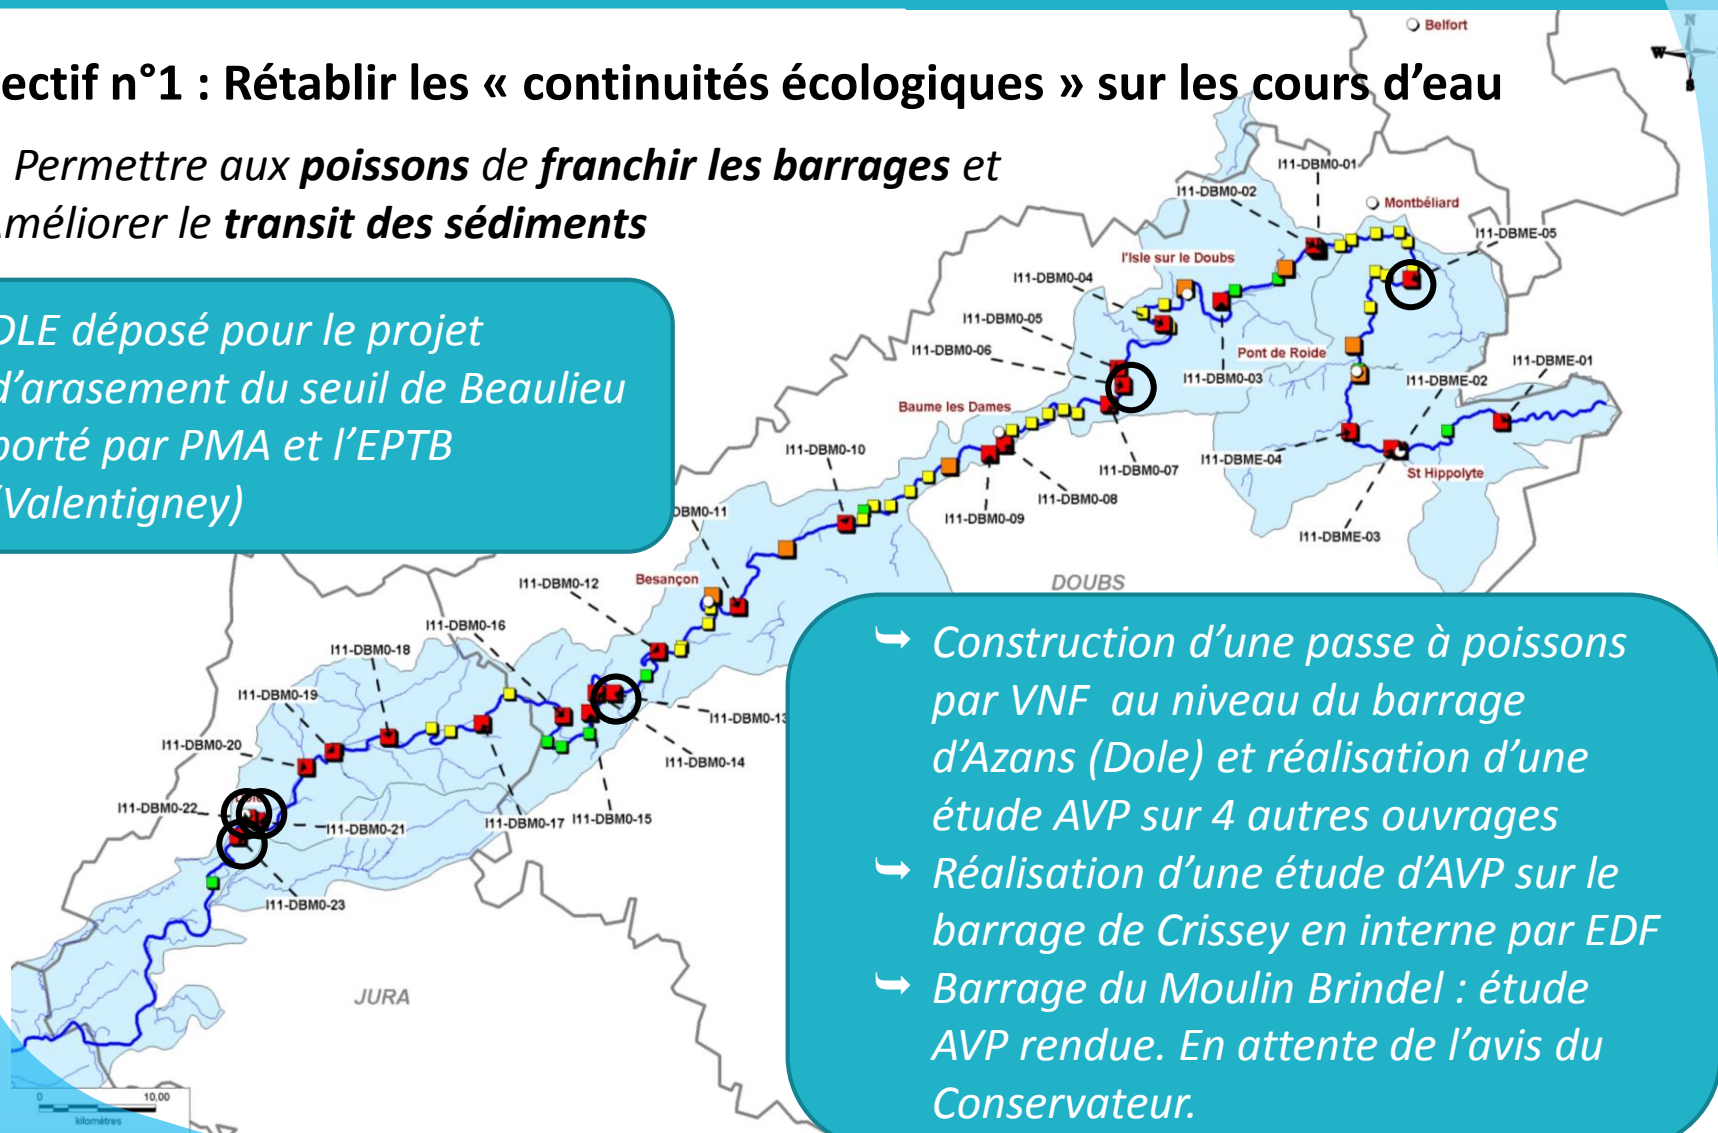 Belfort
N
W
S
ectif n°1 : Rétablir les « continuités écologiques » sur les cours d'eau
Permettre aux poissons de franchir les barrages et
méliorer le transit des sédiments
I11-DBM0-01
I11-DBM0-02
Montbéliard
I11-DBME-05
l'Isle sur le Doubs
I11-DBM0-04
I11-DBM0-05
I11-DBM0-06
Pont de Roide
I11-DBM0-03
I11-DBME-01
I11-DBME-02
Baume les Dames
DLE déposé pour le projet
d'arasement du seuil de Beaulieu
porté par PMA et l'EPTB
(Valentigney)
I11-DBM0-10
I11-DBM0-07
I11-DBME-04
St Hippolyte
I11-DBM0-08
I11-DBM0-09
I11-DBME-03
DBM0-11
I11-DBM0-12
Besançon
DOUBS
I11-DBM0-16
I11-DBM0-18
I11-DBM0-19
I11-DBM0-13
I11-DBM0-20
I11-DBM0-14
I11-DBM0-22
I11-DBM0-21
I11-DBM0-17
I11-DBM0-15
I11-DBM0-23
JURA
➥ Construction d'une passe à poissons
par VNF au niveau du barrage
d'Azans (Dole) et réalisation d'une
étude AVP sur 4 autres ouvrages
➥ Réalisation d'une étude d'AVP sur le
barrage de Crissey en interne par EDF
➥ Barrage du Moulin Brindel : étude
AVP rendue. En attente de l'avis du
Conservateur.
0 10,00
kilomètres